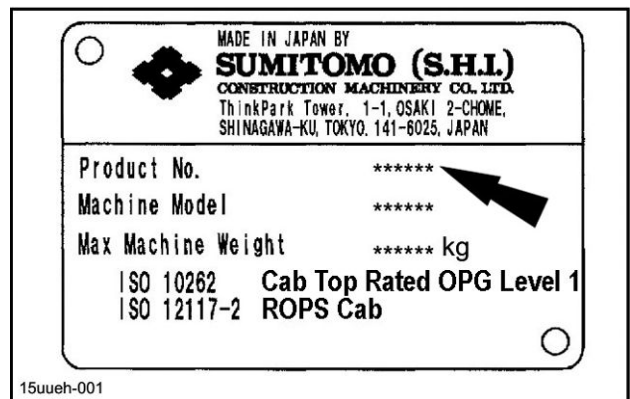 MADE IN JAPAN BY
SUMITOMO (S.H.I.)
CONSTRUCTION MACHINERY CO., LTD.
ThinkPark Tower, 1-1, OSAKI 2-CHOME,
SHINAGAWA-KU, TOKYO, 141-6025, JAPAN
Product No. ******
Machine Model ******
Max Machine Weight ****** kg
ISO 10262 Cab Top Rated OPG Level 1
ISO 12117-2 ROPS Cab
15uueh-001